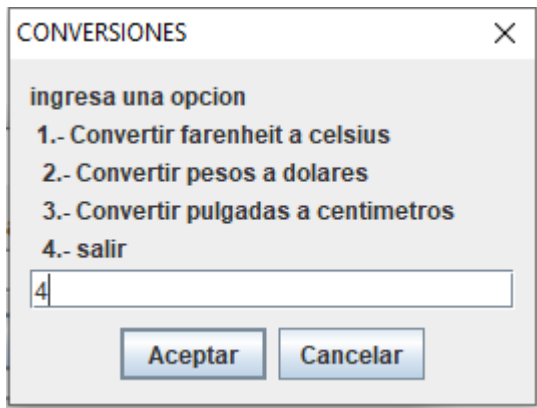 CONVERSIONES
ingresa una opcion
1.- Convertir farenheit a celsius
2.- Convertir pesos a dolares
3.- Convertir pulgadas a centimetros
4.- salir
4
Aceptar Cancelar